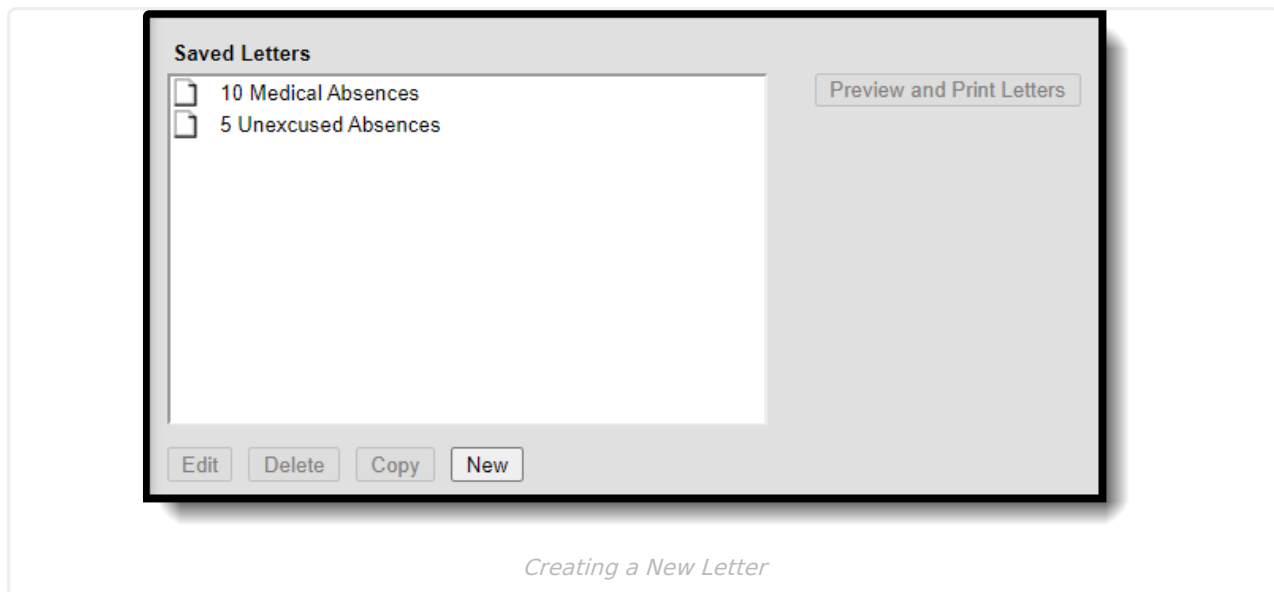 Saved Letters
10 Medical Absences
Preview and Print Letters
5 Unexcused Absences
Edit Delete Copy New
Creating a New Letter